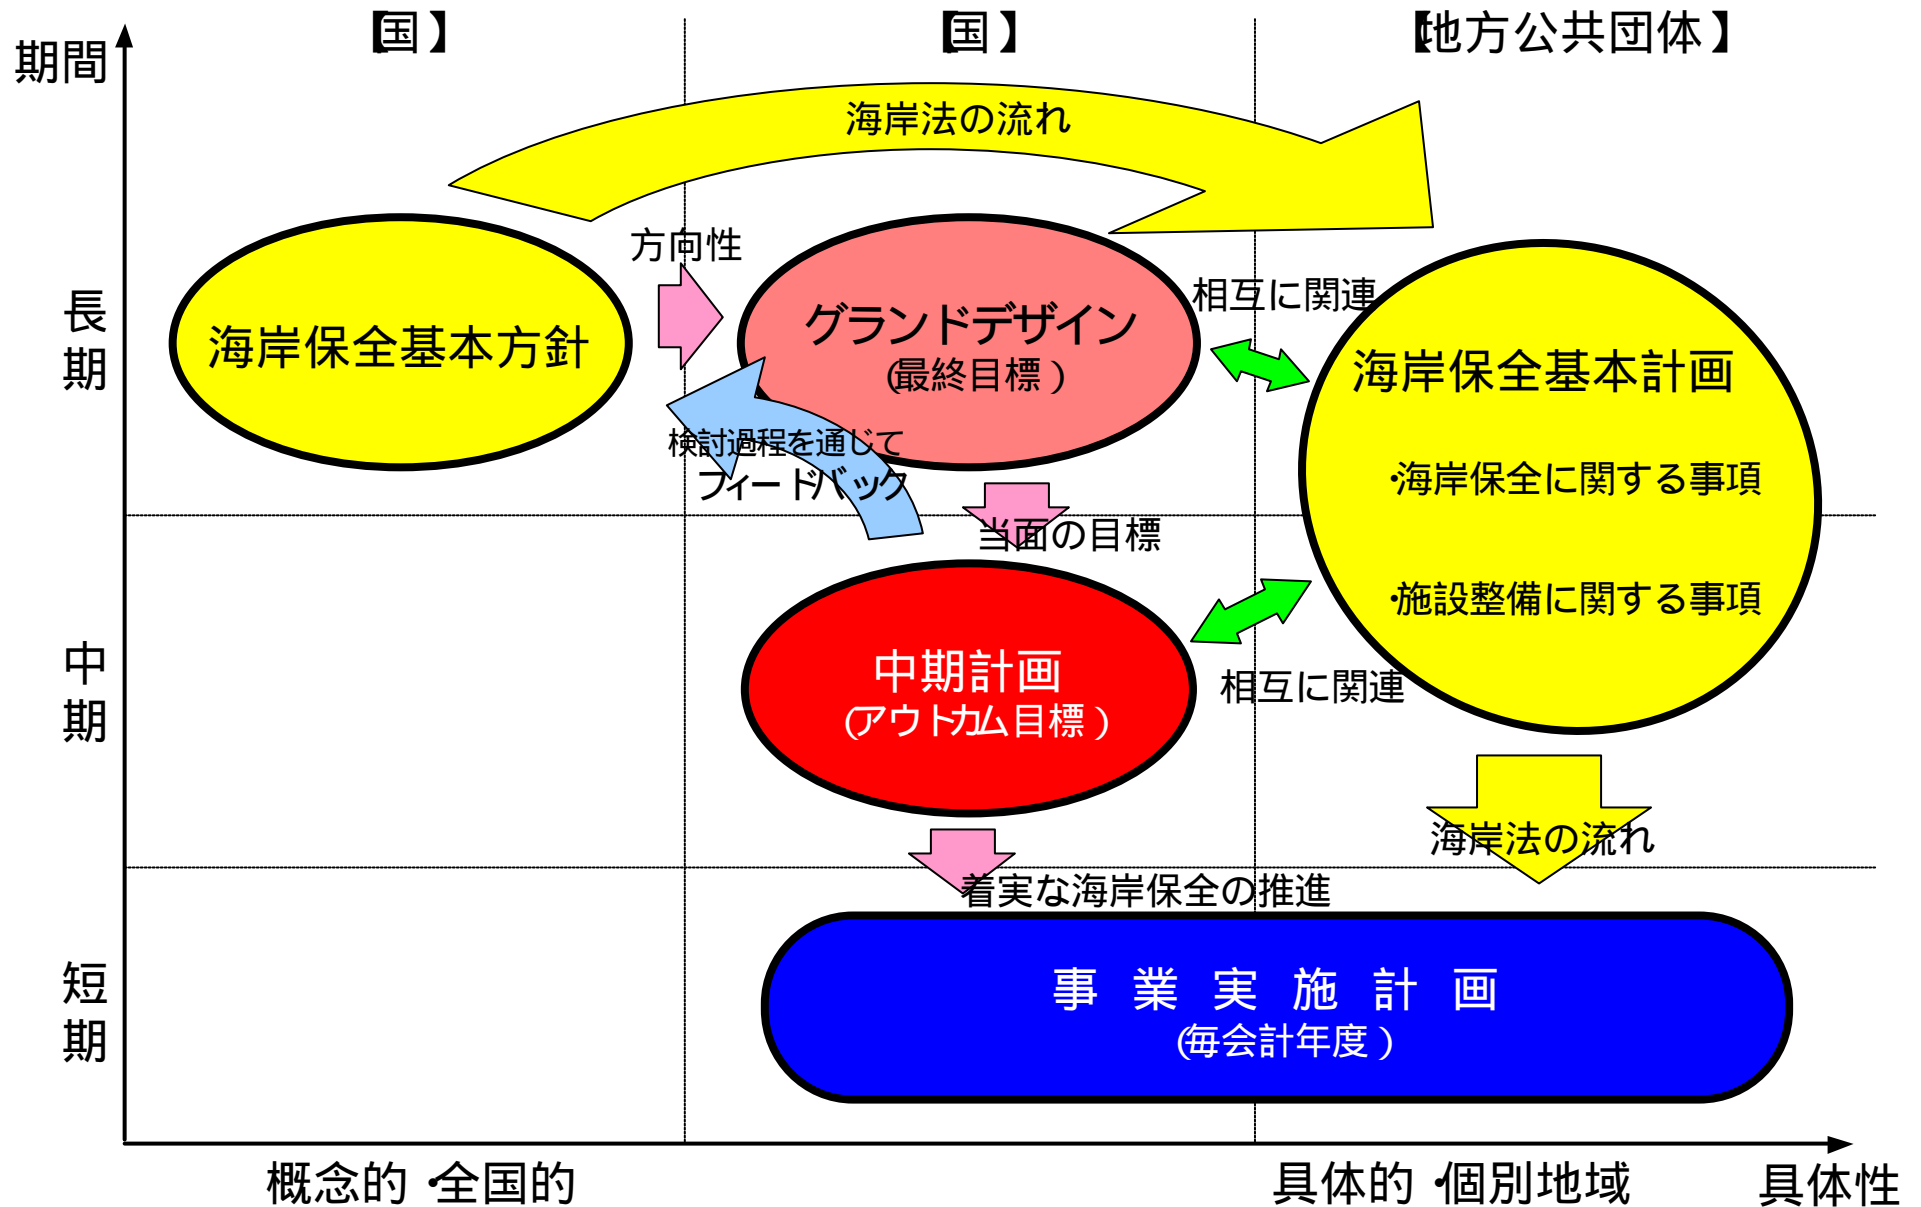 【国】
【国】
【地方公共団体】
期間
海岸法の流れ
方向性
相互に関連
長期
海岸保全基本方針
グランドデザイン
(最終目標)
海岸保全基本計画
検討過程を通じて
フィードバック
・海岸保全に関する事項
当面の目標
・施設整備に関する事項
中期
中期計画
(アウトカム目標)
相互に関連
海岸法の流れ
着実な海岸保全の推進
短期
事業実施計画
(毎会計年度)
概念的・全国的
具体的・個別地域
具体性